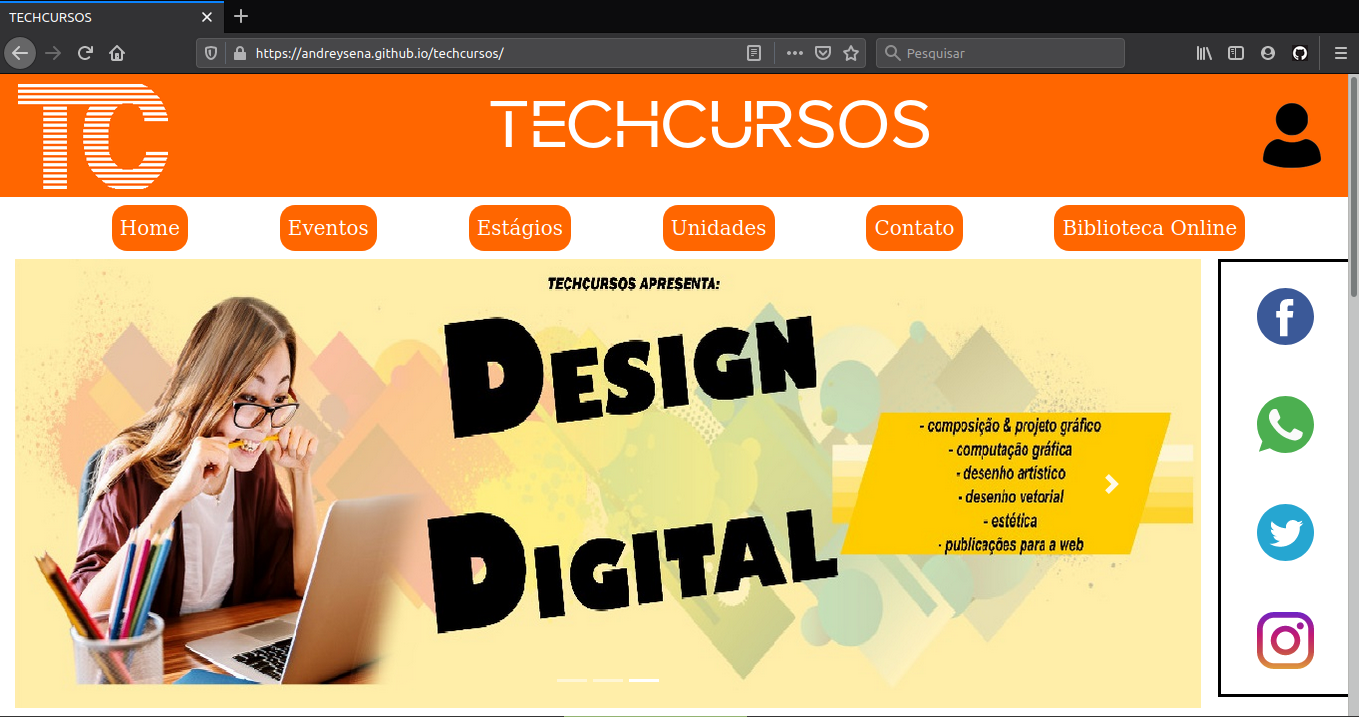 TECHCURSOS
https://andreysena.github.io/techcursos/
Pesquisar
TC
TECHCURSOS
Home
Eventos
Estágios
Unidades
Contato
Biblioteca Online
TECHCURSOS APRESENTA:
DESIGN
DIGITAL
- composição & projeto gráfico
- computação gráfica
- desenho artístico
- desenho vetorial
- estética
- publicações para a web